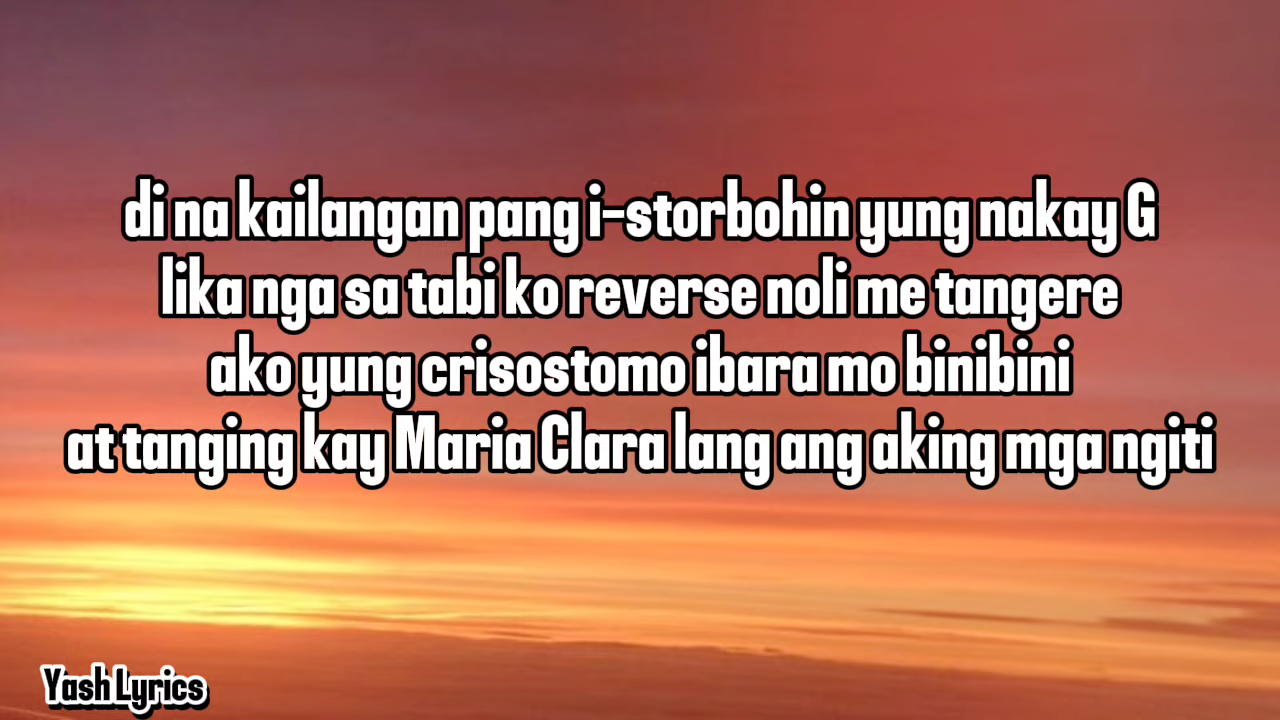 di na kailangan pang i-storbohin yung nakay G
lika nga sa tabi ko reverse noli me tangere
ako yung crisostomo ibara mo binibini
at tanging kay Maria Clara lang ang aking mga ngiti
Yash Lyrics